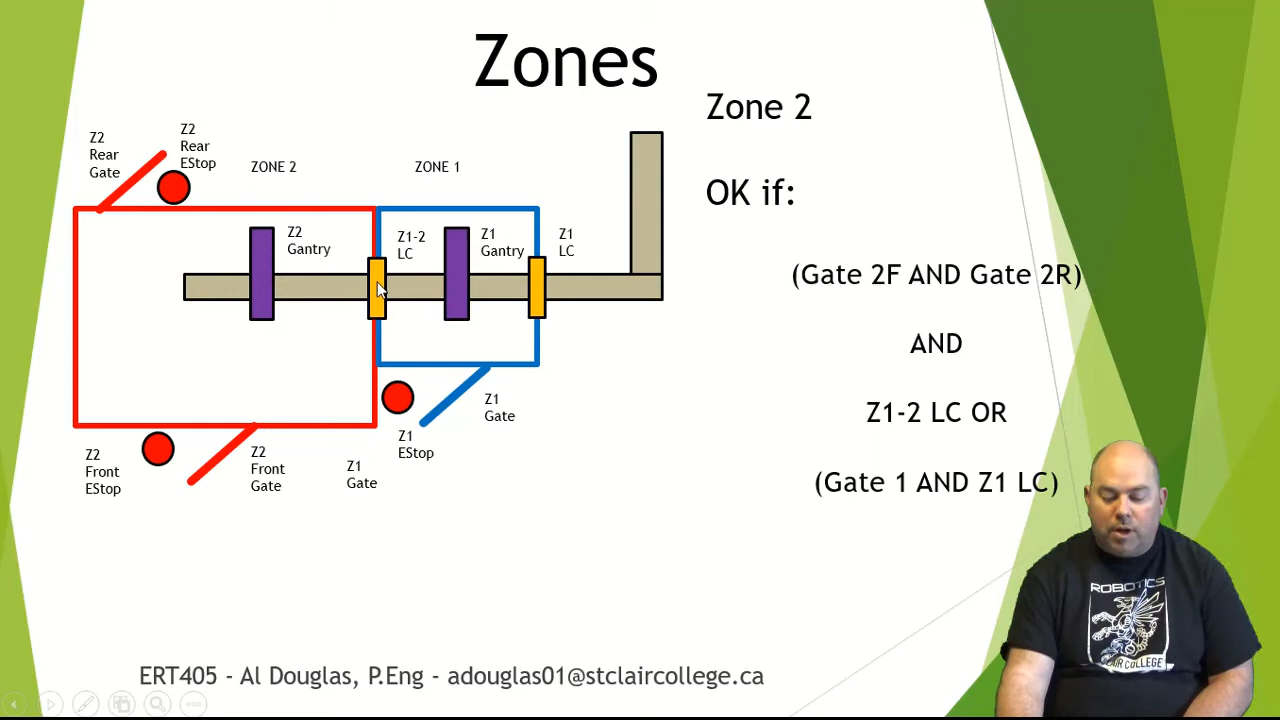 Zones
Zone 2
OK if:
(Gate 2F AND Gate 2R)
AND
Z1-2 LC OR
(Gate 1 AND Z1 LC)
Z2
Rear
Gate
Z2
Rear
EStop
ZONE 2
ZONE 1
Z2
Gantry
Z1-2
LC
Z1
Gantry
Z1
LC
Z1
Gate
Z1
EStop
Z2
Front
EStop
Z2
Front
Gate
Z1
Gate
ROBOTICS
CLAIR COLLEGE
ERT405 - Al Douglas, P.Eng - adouglas01@stclaircollege.ca